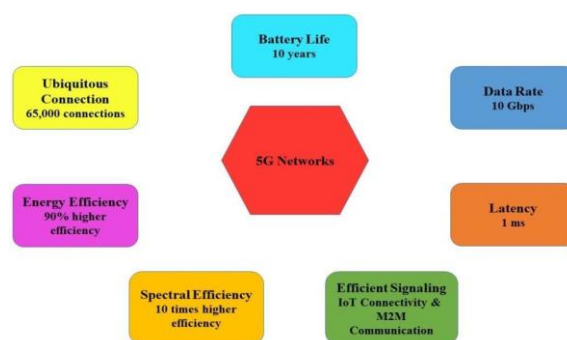 Battery Life
10 years
Ubiquitous
Connection
65,000 connections
Data Rate
10 Gbps
5G Networks
Energy Efficiency
90% higher
efficiency
Latency
1 ms
Spectral Efficiency
10 times higher
efficiency
Efficient Signaling
IoT Connectivity &
M2M
Communication